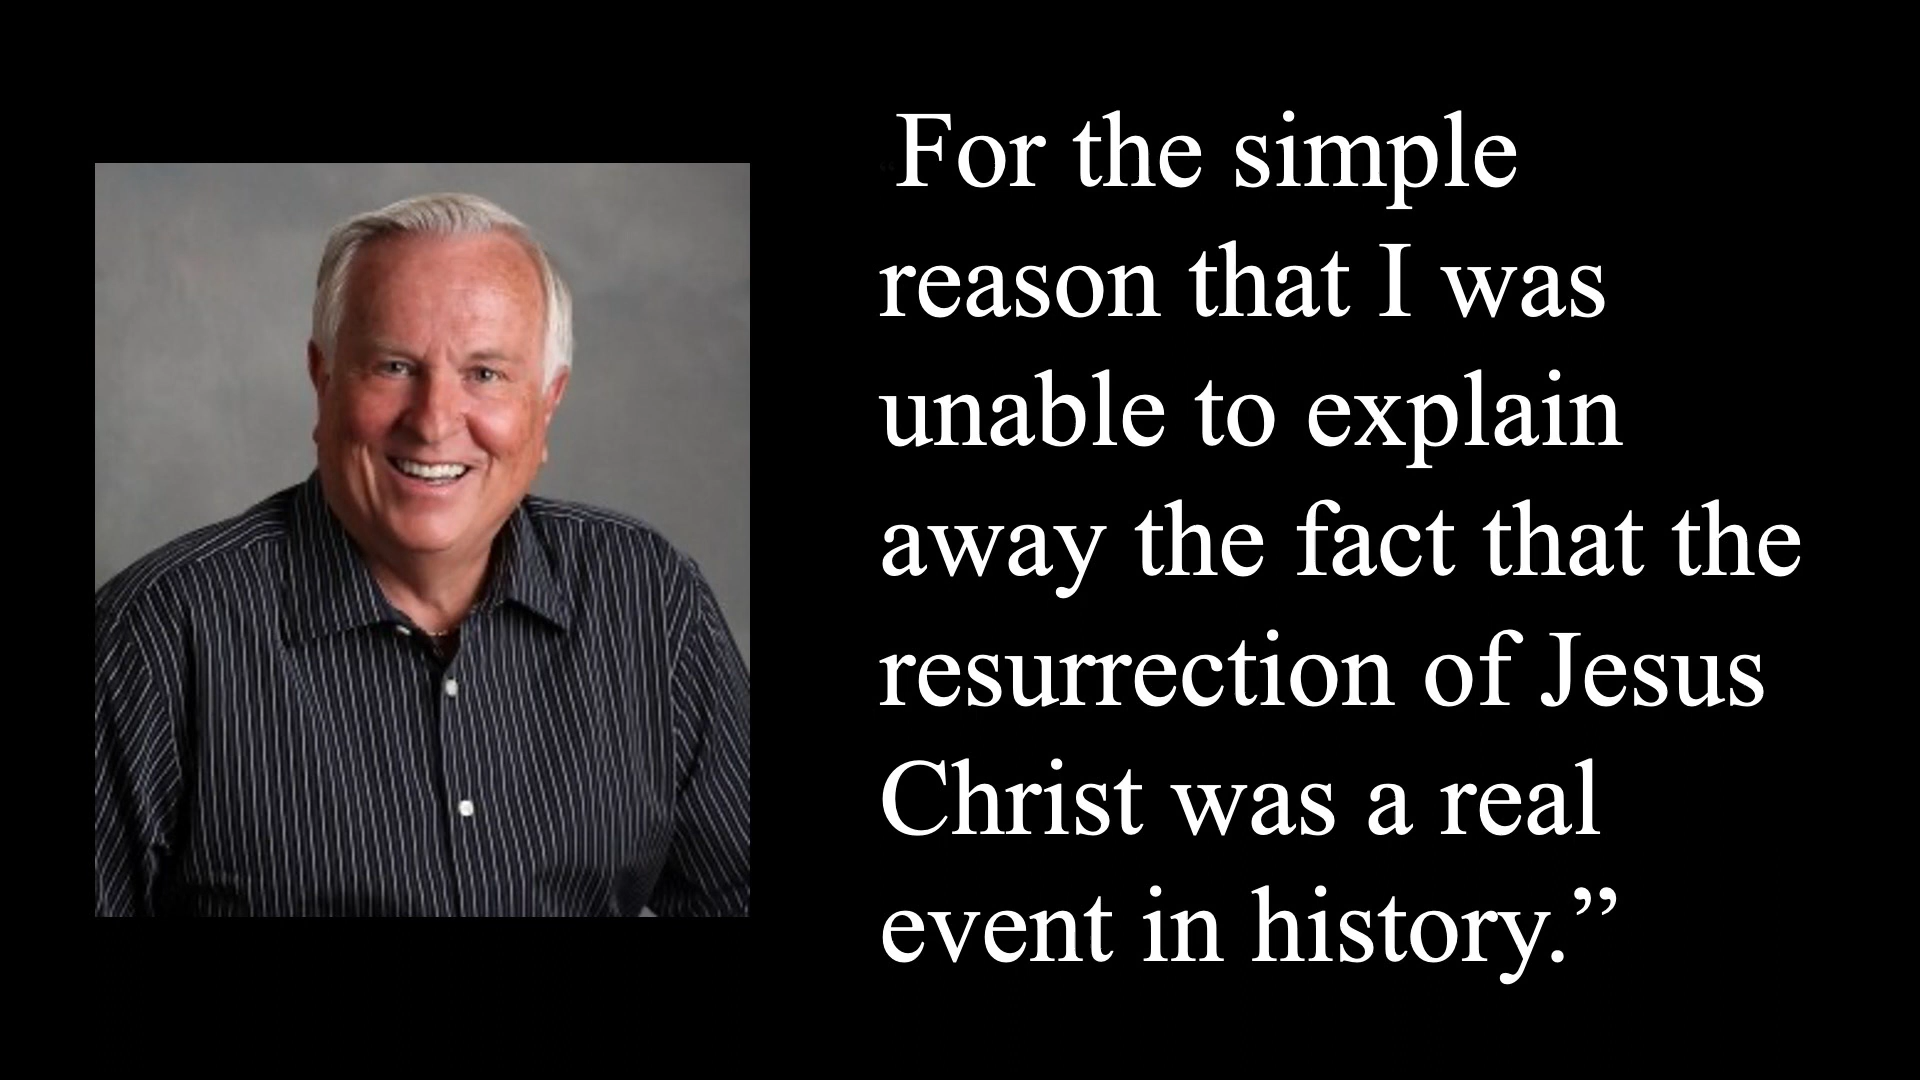 “For the simple
reason that I was
unable to explain
away the fact that the
resurrection of Jesus
Christ was a real
event in history.”